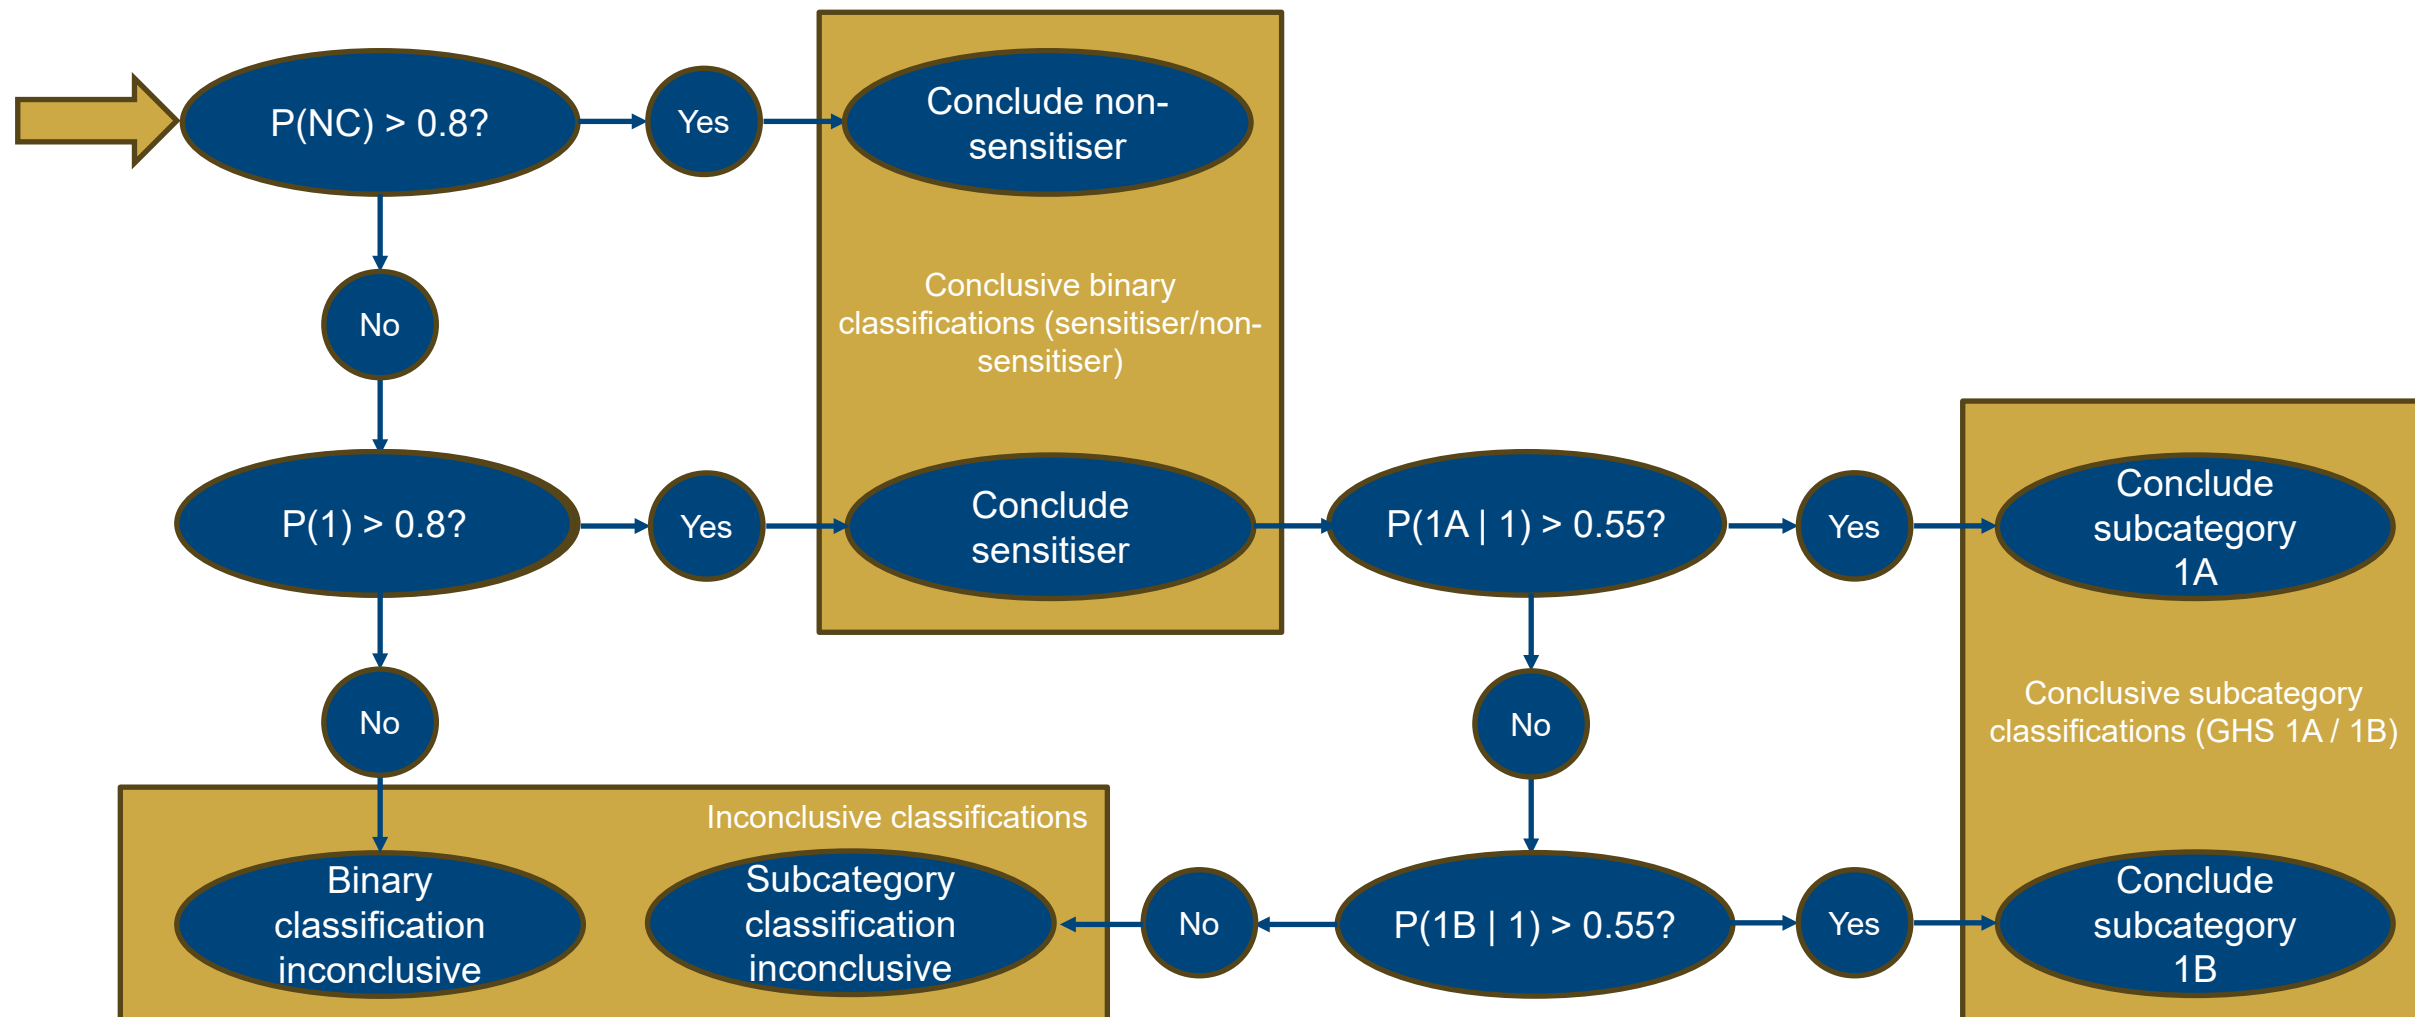 P(NC) > 0.8?
Yes
Conclude non-
sensitiser
No
Conclusive binary
classifications (sensitiser/non-
sensitiser)
P(1) > 0.8?
Yes
Conclude
sensitiser
P(1A | 1) > 0.55?
Yes
Conclude
subcategory
1A
No
No
Conclusive subcategory
classifications (GHS 1A / 1B)
Inconclusive classifications
Binary
classification
inconclusive
Subcategory
classification
inconclusive
No
P(1B | 1) > 0.55?
Yes
Conclude
subcategory
1B